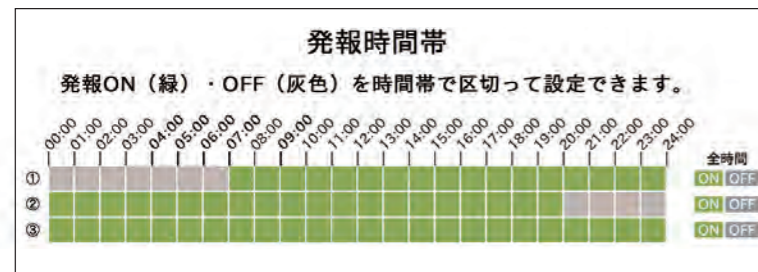 発報時間帯
発報ON（緑）・OFF（灰色）を時間帯で区切って設定できます。
00:00 01:00 02:00 03:00 04:00 05:00 06:00 07:00 08:00 09:00 10:00 11:00 12:00 13:00 14:00 15:00 16:00 17:00 18:00 19:00 20:00 21:00 22:00 23:00 24:00
全時間
① ON OFF
② ON OFF
③ ON OFF